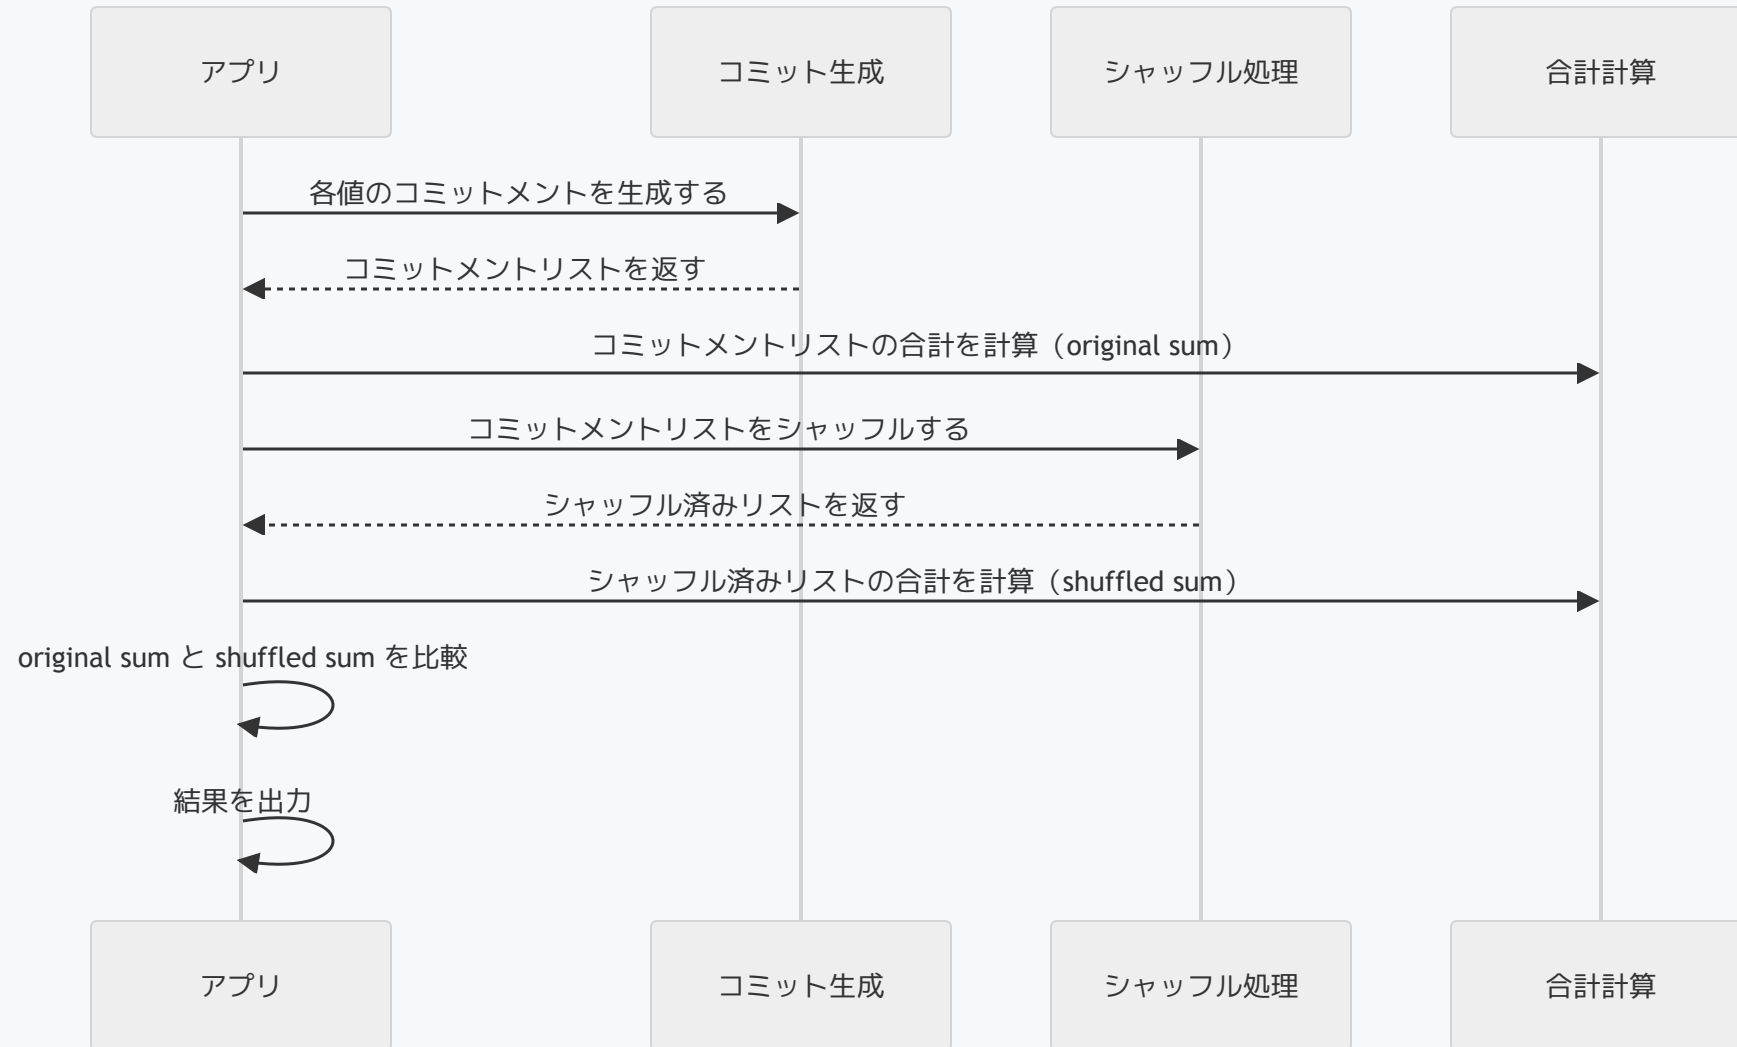 アプリ
コミット生成
シャッフル処理
合計計算
各値のコミットメントを生成する
コミットメントリストを返す
コミットメントリストの合計を計算（original sum）
コミットメントリストをシャッフルする
シャッフル済みリストを返す
シャッフル済みリストの合計を計算（shuffled sum）
original sum と shuffled sum を比較
結果を出力
アプリ
コミット生成
シャッフル処理
合計計算